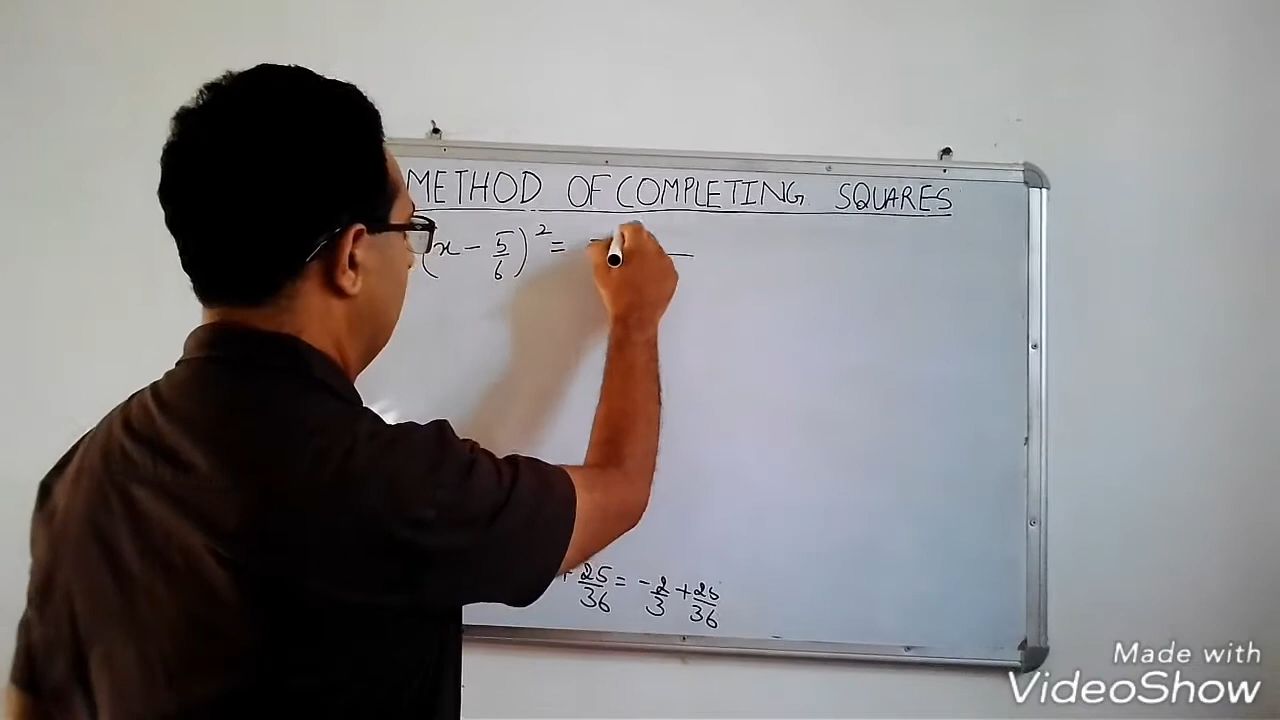 METHOD OF COMPLETING SQUARES
(x - 5/6)² = -
+ 25/36 = -2/3 + 25/36
Made with
VideoShow